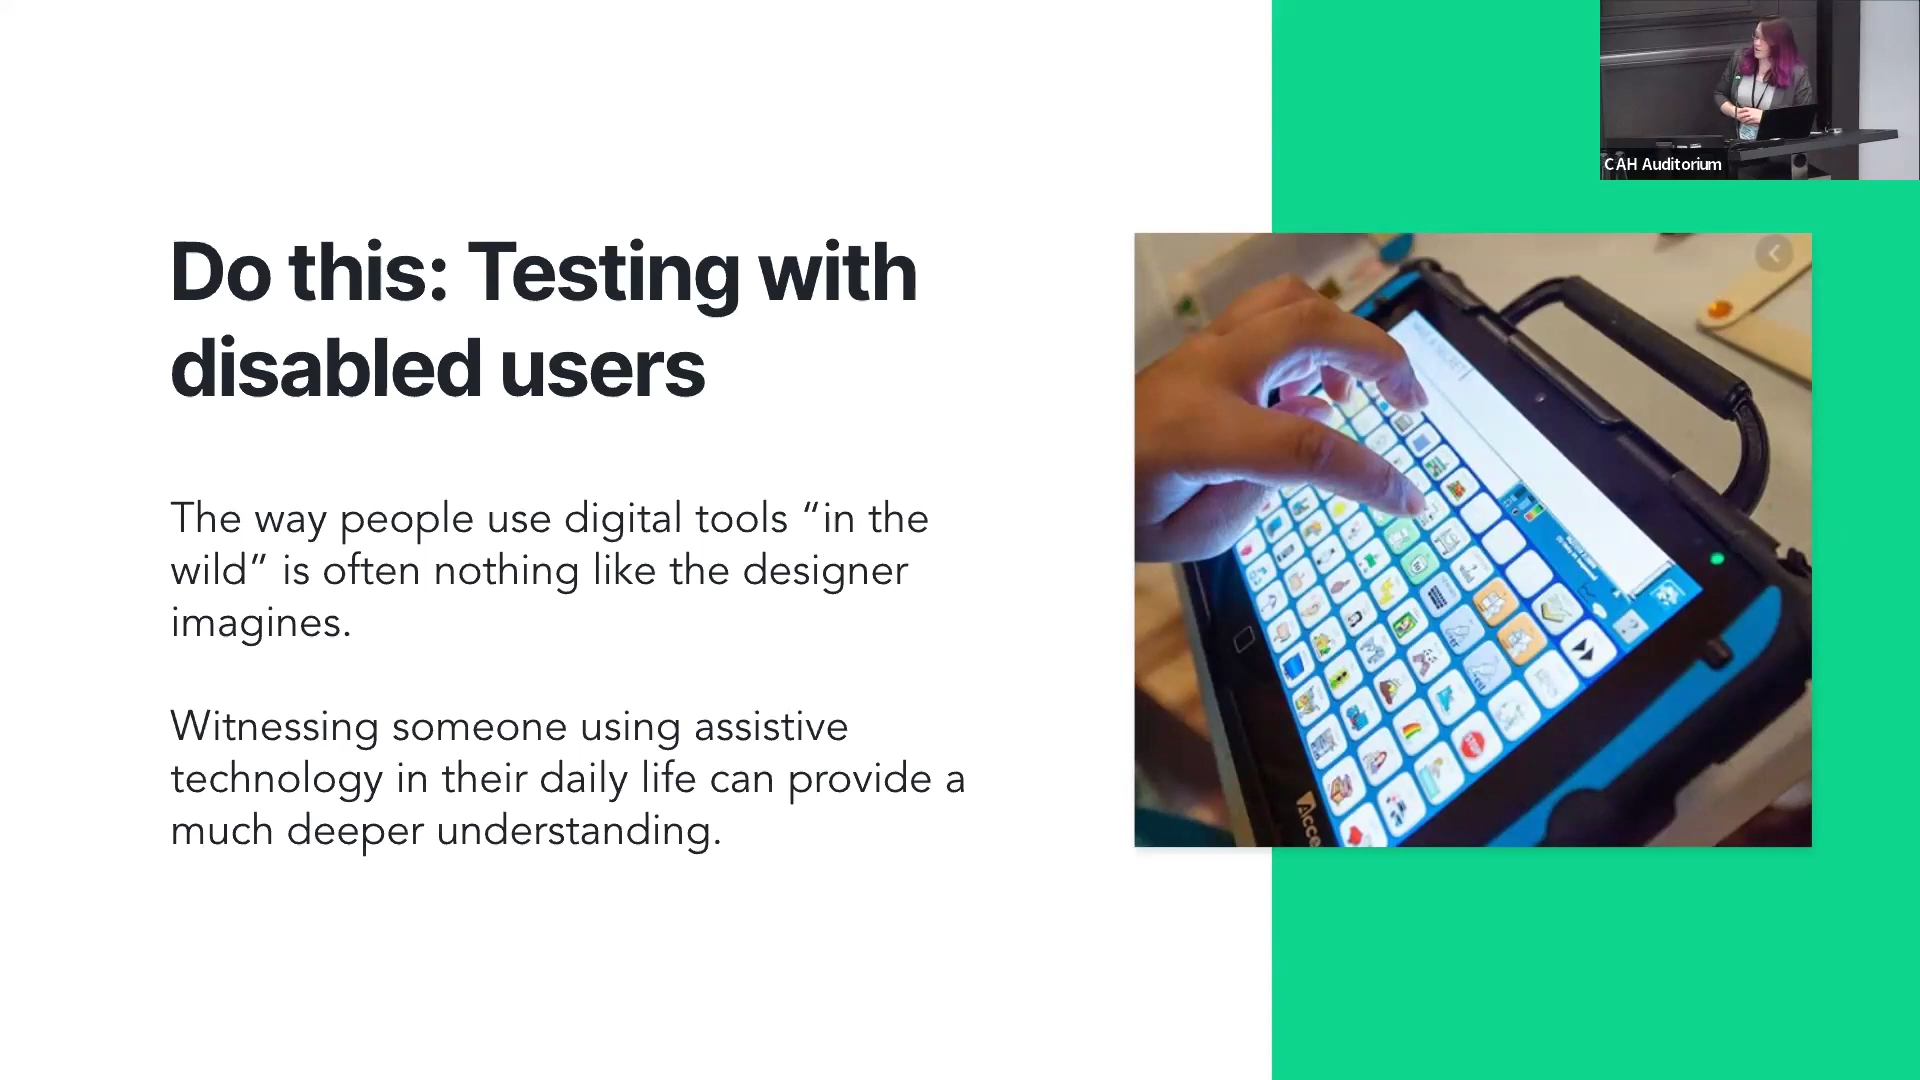 CAH Auditorium
Do this: Testing with
disabled users
The way people use digital tools “in the
wild” is often nothing like the designer
imagines.
Witnessing someone using assistive
technology in their daily life can provide a
much deeper understanding.
Acce